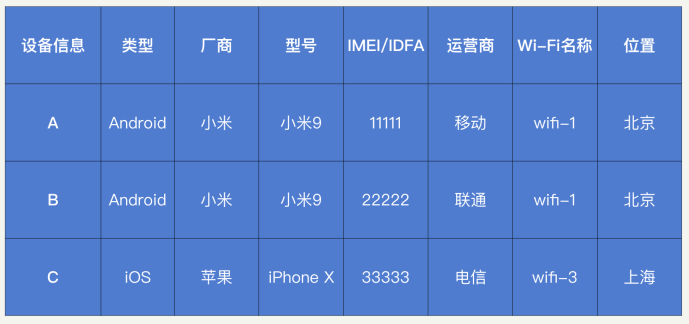 设备信息 类型 厂商 型号 IMEI/IDFA 运营商 Wi-Fi名称 位置
A Android 小米 小米9 11111 移动 wifi-1 北京
B Android 小米 小米9 22222 联通 wifi-1 北京
C iOS 苹果 iPhone X 33333 电信 wifi-3 上海